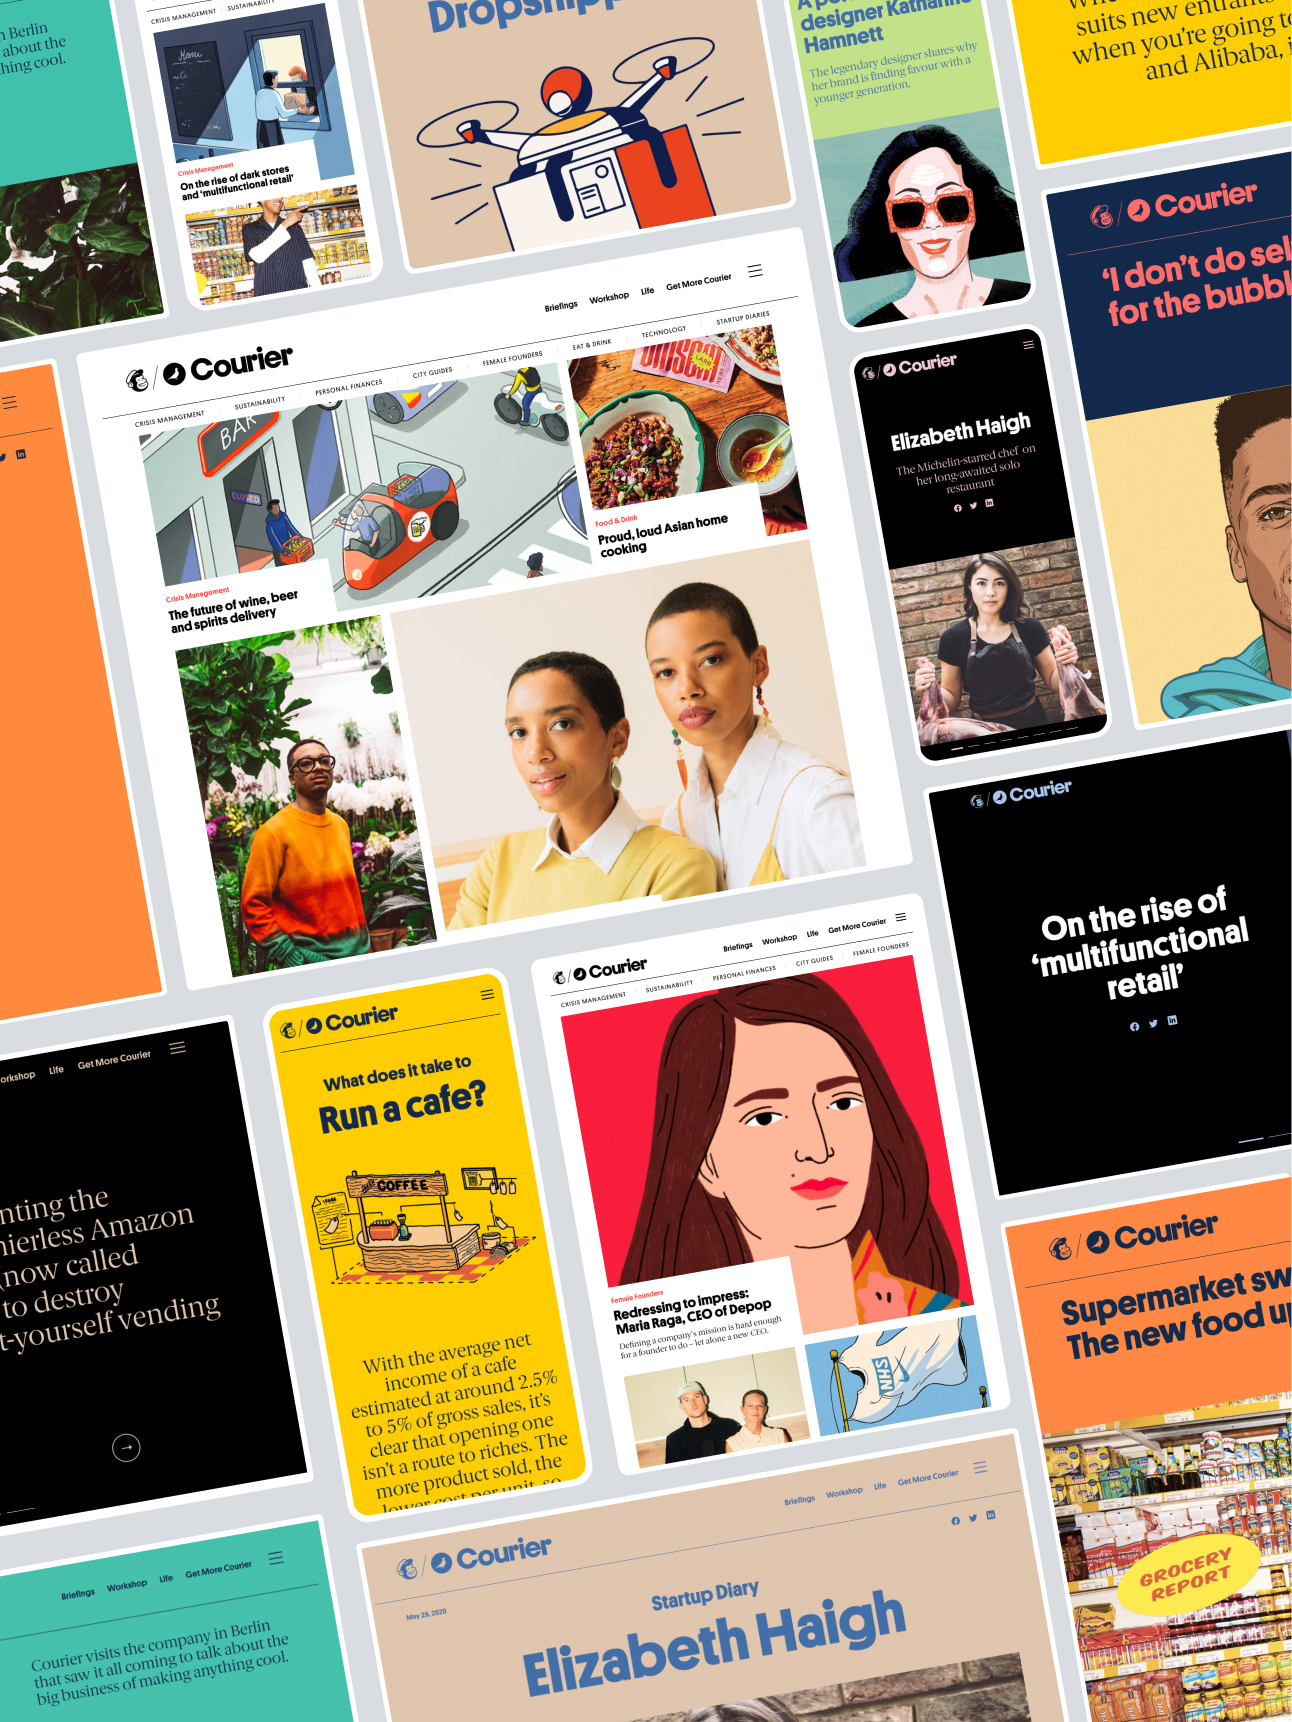 n Berlin
about the
hing cool.
CRISIS MANAGEMENT
SUSTAINABILITY
Menu
Crisis Management
On the rise of dark stores
and ‘multifunctional retail’
Dropshipp
designer Katharine
Hamnett
The legendary designer shares why
her brand is finding favour with a
younger generation.
suits new entrants
when you’re going to
and Alibaba, i
Courier
‘I don’t do sel
for the bubbl
Briefings Workshop Life Get More Courier
Courier
CRISIS MANAGEMENT SUSTAINABILITY PERSONAL FINANCES CITY GUIDES FEMALE FOUNDERS EAT & DRINK TECHNOLOGY STARTUP DIARIES
BAR
CLOSED
OMSOM
LARB
Crisis Management
The future of wine, beer
and spirits delivery
Food & Drink
Proud, loud Asian home
cooking
Courier
Elizabeth Haigh
The Michelin-starred chef on
her long-awaited solo
restaurant
Courier
On the rise of
‘multifunctional
retail’
orkshop Life Get More Courier
nting the
hierless Amazon
(now called
to destroy
t-yourself vending
Courier
What does it take to
Run a cafe?
COFFEE
With the average net
income of a cafe
estimated at around 2.5%
to 5% of gross sales, it’s
clear that opening one
isn’t a route to riches. The
more product sold, the
lower cost per unit, so
Briefings Workshop Life Get More Courier
Courier
CRISIS MANAGEMENT SUSTAINABILITY PERSONAL FINANCES CITY GUIDES FEMALE FOUNDERS
Female Founders
Redressing to impress:
Maria Raga, CEO of Depop
Defining a company’s mission is hard enough
for a founder to do – let alone a new CEO.
NHS
Courier
Supermarket sw
The new food up
GROCERY
REPORT
Briefings Workshop Life Get More Courier
Courier visits the company in Berlin
that saw it all coming to talk about the
big business of making anything cool.
Briefings Workshop Life Get More Courier
Courier
May 29, 2020
Startup Diary
Elizabeth Haigh